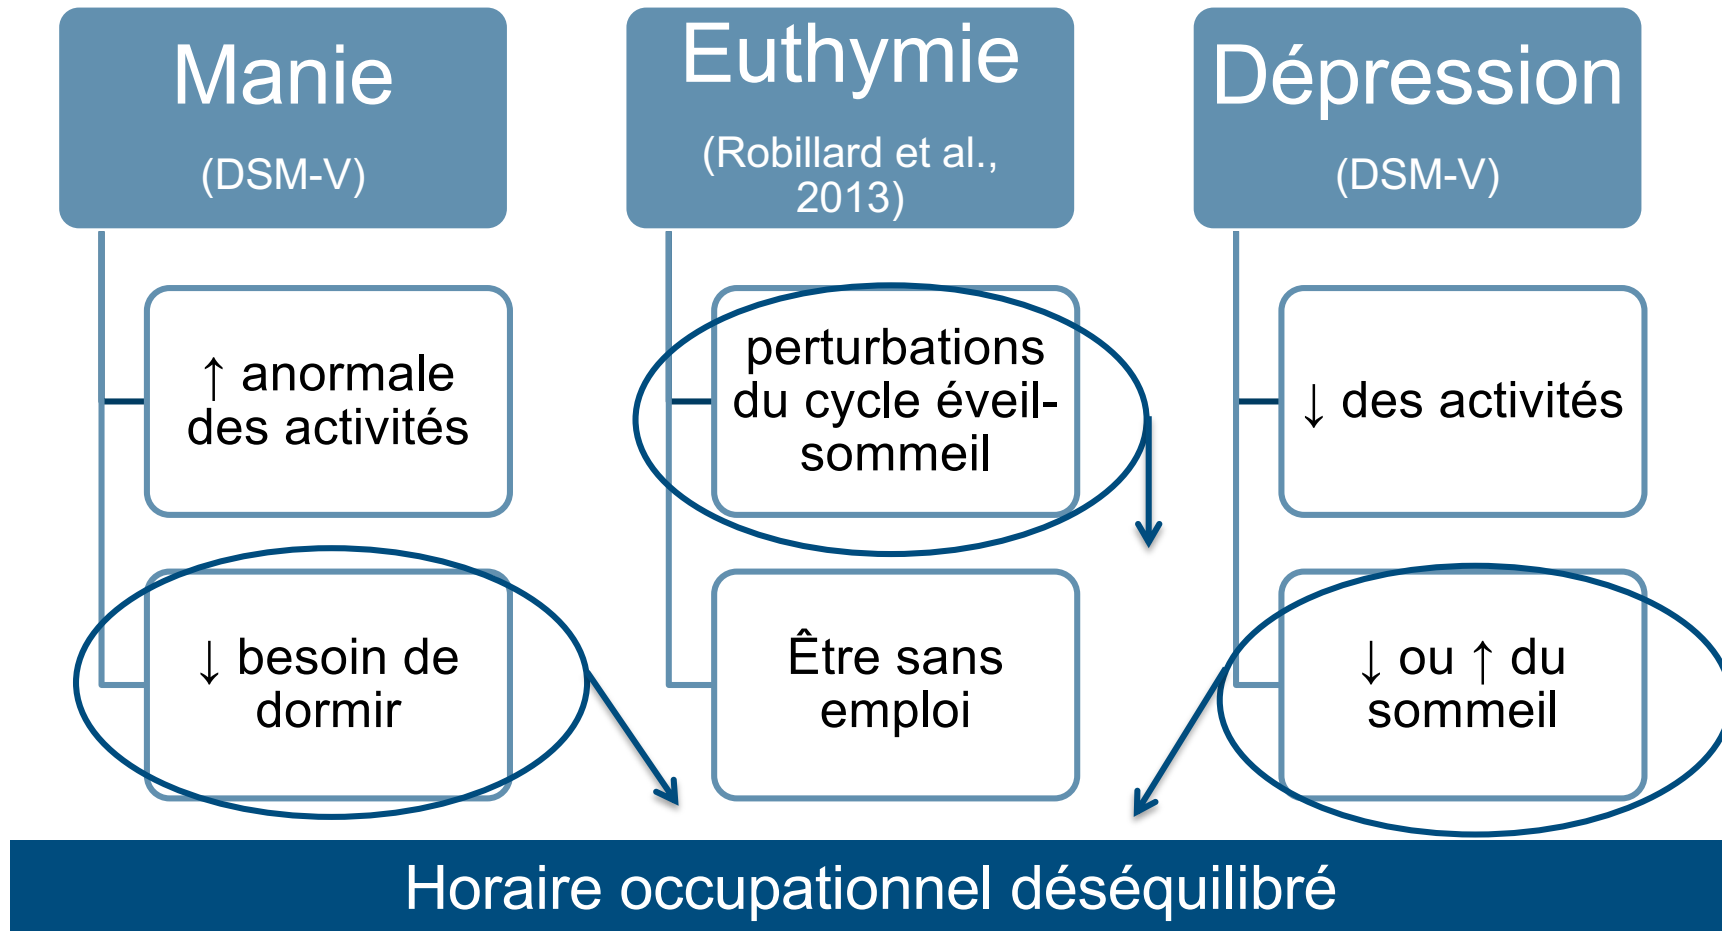 Manie
(DSM-V)
↑ anormale
des activités
↓ besoin de
dormir
Euthymie
(Robillard et al.,
2013)
perturbations
du cycle éveil-
sommeil
Être sans
emploi
Dépression
(DSM-V)
↓ des activités
↓ ou ↑ du
sommeil
Horaire occupationnel déséquilibré